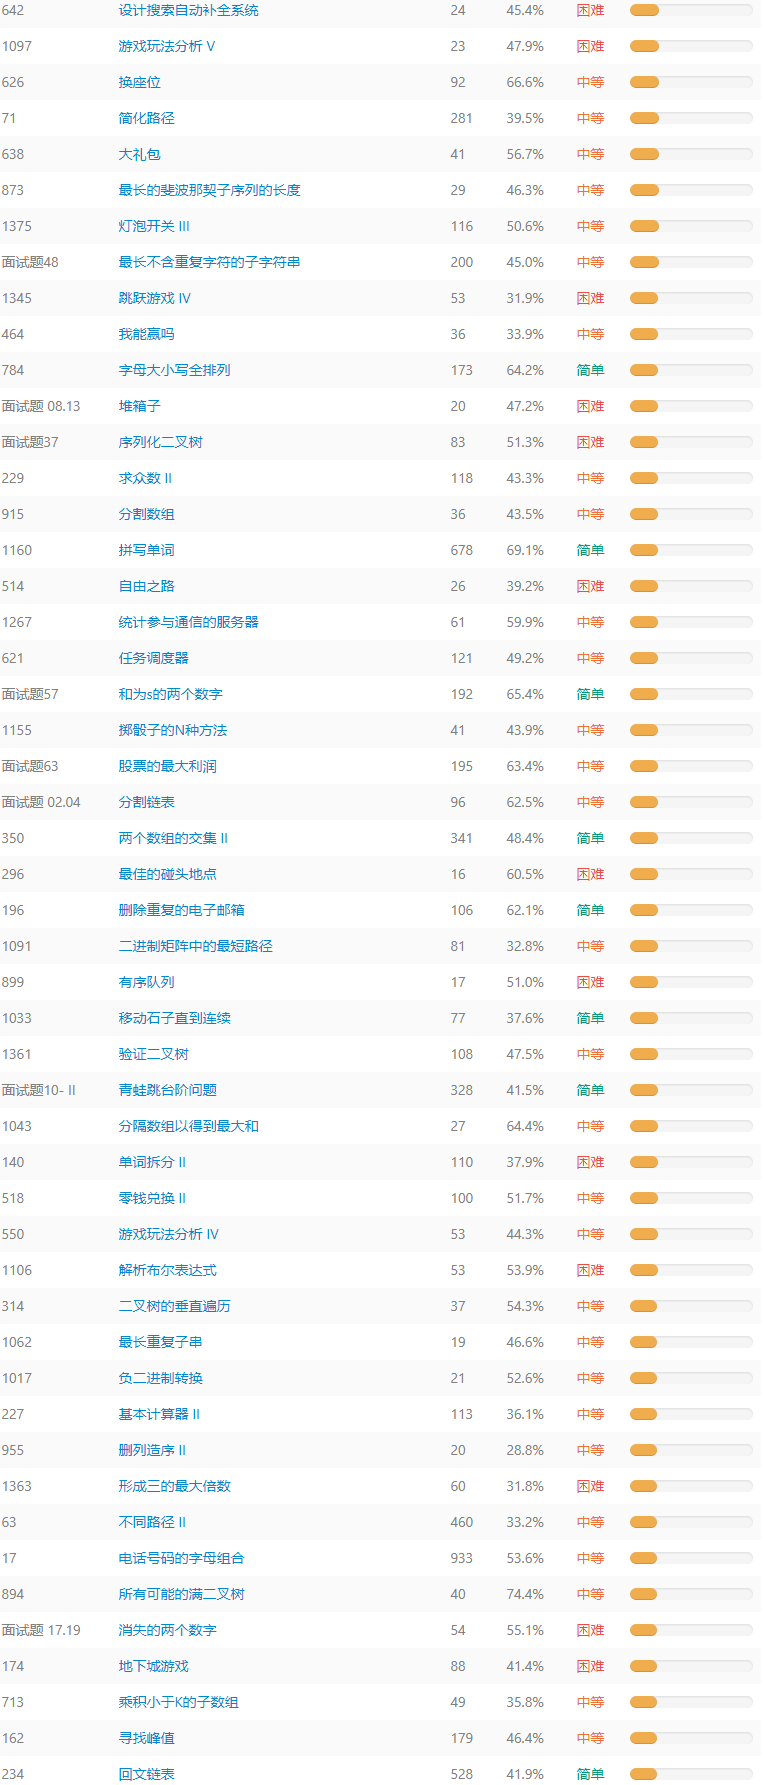 642 设计搜索自动补全系统 24 45.4% 困难
1097 游戏玩法分析 V 23 47.9% 困难
626 换座位 92 66.6% 中等
71 简化路径 281 39.5% 中等
638 大礼包 41 56.7% 中等
873 最长的斐波那契子序列的长度 29 46.3% 中等
1375 灯泡开关 III 116 50.6% 中等
面试题48 最长不含重复字符的子字符串 200 45.0% 中等
1345 跳跃游戏 IV 53 31.9% 困难
464 我能赢吗 36 33.9% 中等
784 字母大小写全排列 173 64.2% 简单
面试题 08.13 堆箱子 20 47.2% 困难
面试题37 序列化二叉树 83 51.3% 困难
229 求众数 II 118 43.3% 中等
915 分割数组 36 43.5% 中等
1160 拼写单词 678 69.1% 简单
514 自由之路 26 39.2% 困难
1267 统计参与通信的服务器 61 59.9% 中等
621 任务调度器 121 49.2% 中等
面试题57 和为s的两个数字 192 65.4% 简单
1155 掷骰子的N种方法 41 43.9% 中等
面试题63 股票的最大利润 195 63.4% 中等
面试题 02.04 分割链表 96 62.5% 中等
350 两个数组的交集 II 341 48.4% 简单
296 最佳的碰头地点 16 60.5% 困难
196 删除重复的电子邮箱 106 62.1% 简单
1091 二进制矩阵中的最短路径 81 32.8% 中等
899 有序队列 17 51.0% 困难
1033 移动石子直到连续 77 37.6% 简单
1361 验证二叉树 108 47.5% 中等
面试题10- II 青蛙跳台阶问题 328 41.5% 简单
1043 分隔数组以得到最大和 27 64.4% 中等
140 单词拆分 II 110 37.9% 困难
518 零钱兑换 II 100 51.7% 中等
550 游戏玩法分析 IV 53 44.3% 中等
1106 解析布尔表达式 53 53.9% 困难
314 二叉树的垂直遍历 37 54.3% 中等
1062 最长重复子串 19 46.6% 中等
1017 负二进制转换 21 52.6% 中等
227 基本计算器 II 113 36.1% 中等
955 删列造序 II 20 28.8% 中等
1363 形成三的最大倍数 60 31.8% 困难
63 不同路径 II 460 33.2% 中等
17 电话号码的字母组合 933 53.6% 中等
894 所有可能的满二叉树 40 74.4% 中等
面试题 17.19 消失的两个数字 54 55.1% 困难
174 地下城游戏 88 41.4% 困难
713 乘积小于K的子数组 49 35.8% 中等
162 寻找峰值 179 46.4% 中等
234 回文链表 528 41.9% 简单